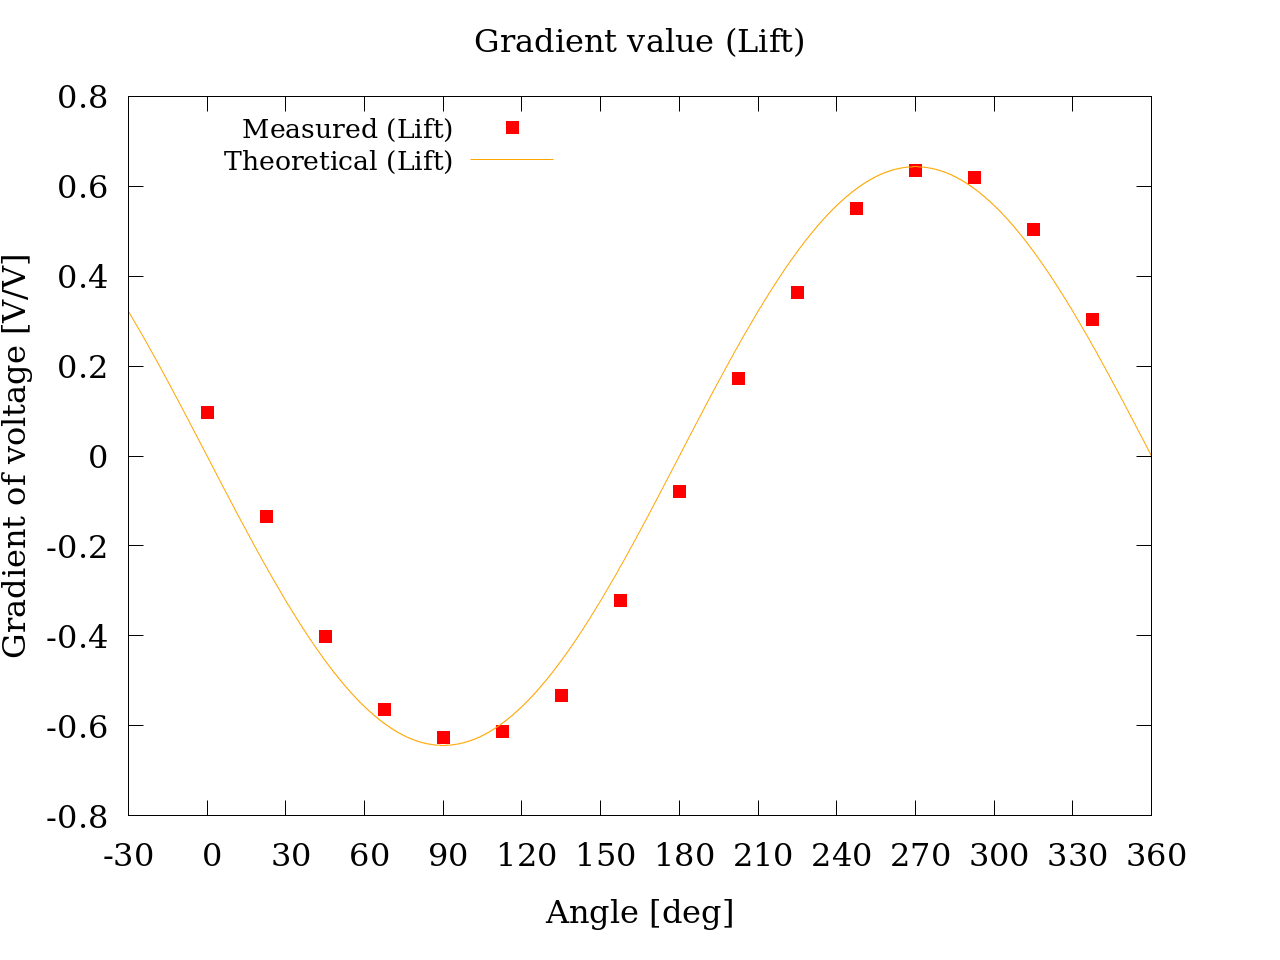 Gradient value (Lift)
Measured (Lift)
Theoretical (Lift)
Gradient of voltage [V/V]
0.8
0.6
0.4
0.2
0
-0.2
-0.4
-0.6
-0.8
-30 0 30 60 90 120 150 180 210 240 270 300 330 360
Angle [deg]